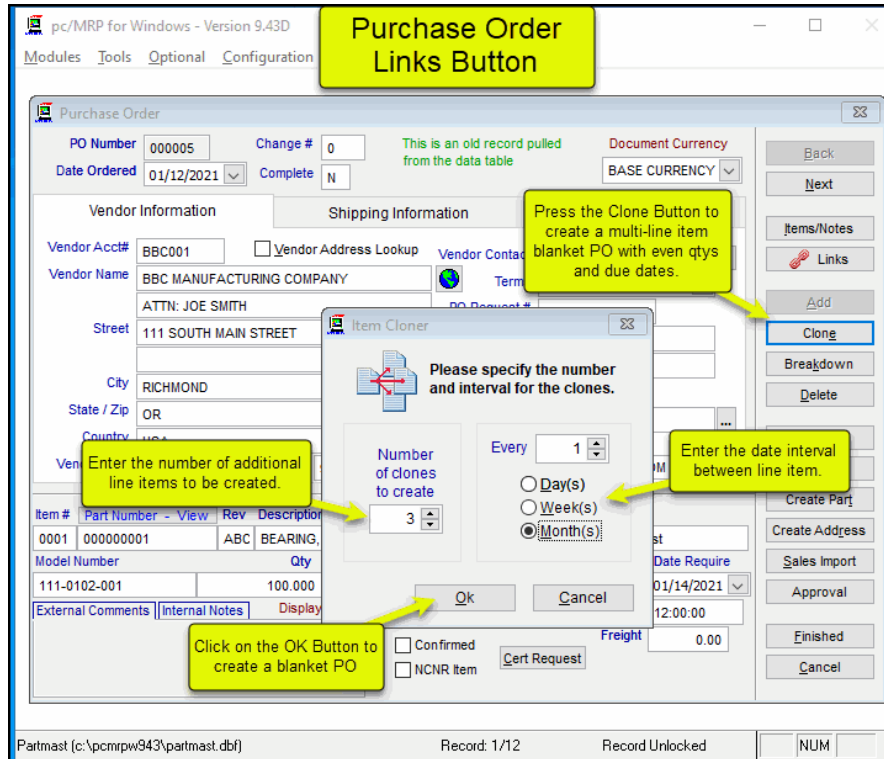 pc/MRP for Windows - Version 9.43D
Purchase Order
Links Button
Modules Tools Optional Configuration
Purchase Order
PO Number 000005 Change # 0 This is an old record pulled
from the data table
Document Currency
Date Ordered 01/12/2021 Complete N BASE CURRENCY
Back
Next
Vendor Information Shipping Information
Press the Clone Button to
create a multi-line item
blanket PO with even qtys
and due dates.
Items/Notes
Links
Vendor Acct# BBC001 Vendor Address Lookup Vendor Contac
Vendor Name BBC MANUFACTURING COMPANY Term
ATTN: JOE SMITH PO Request #
Street 111 SOUTH MAIN STREET
City RICHMOND
State / Zip OR
Country
Ven
Add
Clone
Breakdown
Delete
Create Part
Create Address
Sales Import
Approval
Finished
Cancel
Item Cloner
Please specify the number
and interval for the clones.
Number
of clones
to create
3
Every 1
Day(s)
Week(s)
Month(s)
Ok Cancel
Enter the number of additional
line items to be created.
Enter the date interval
between line item.
Item # Part Number - View Rev Description
0001 000000001 ABC BEARING,
Model Number Qty Date Require
111-0102-001 100.000 01/14/2021
External Comments Internal Notes Display 12:00:00
Click on the OK Button to
create a blanket PO
Confirmed
NCNR Item
Cert Request
Freight 0.00
Partmast (c:\pcmrpw943\partmast.dbf) Record: 1/12 Record Unlocked NUM